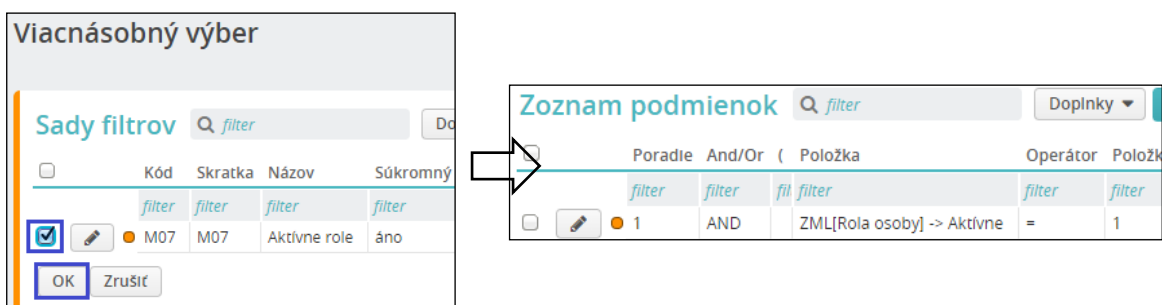 Viacnásobný výber
Sady filtrov filter Do
Kód Skratka Názov Súkromný
filter filter filter filter
M07 M07 Aktívne role áno
OK Zrušiť
Zoznam podmienok filter Doplnky
Poradie And/Or ( Položka Operátor Položk
filter filter fil filter filter filter
1 AND ZML[Rola osoby] -> Aktívne = 1